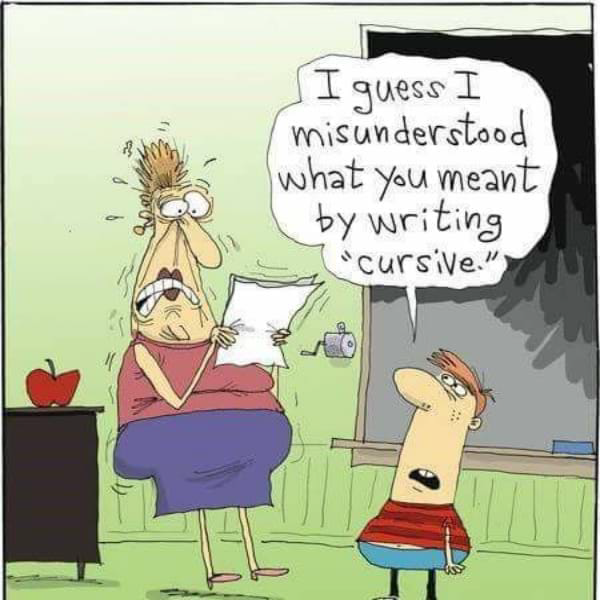 I guess I
misunderstood
what you meant
by writing
"cursive."